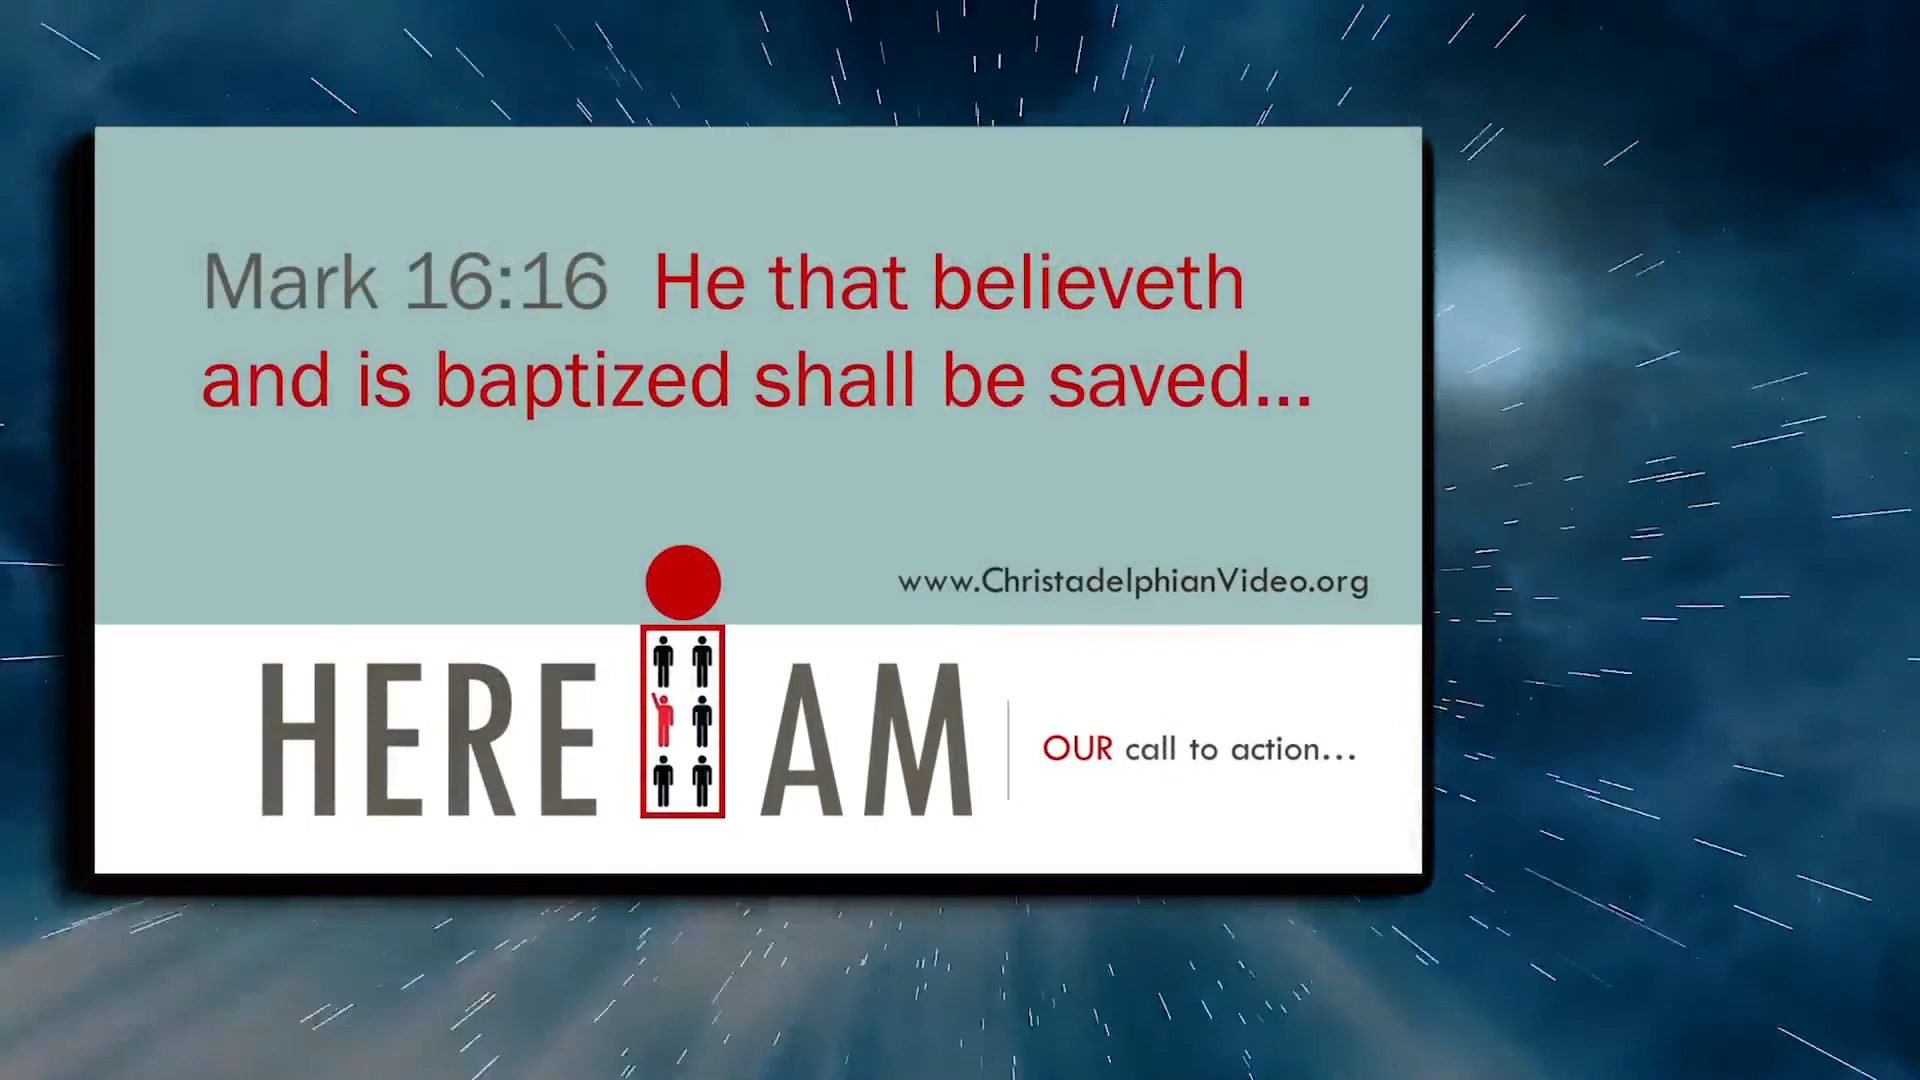 Mark 16:16 He that believeth
and is baptized shall be saved...
www.ChristadelphianVideo.org
HERE I AM
OUR call to action...